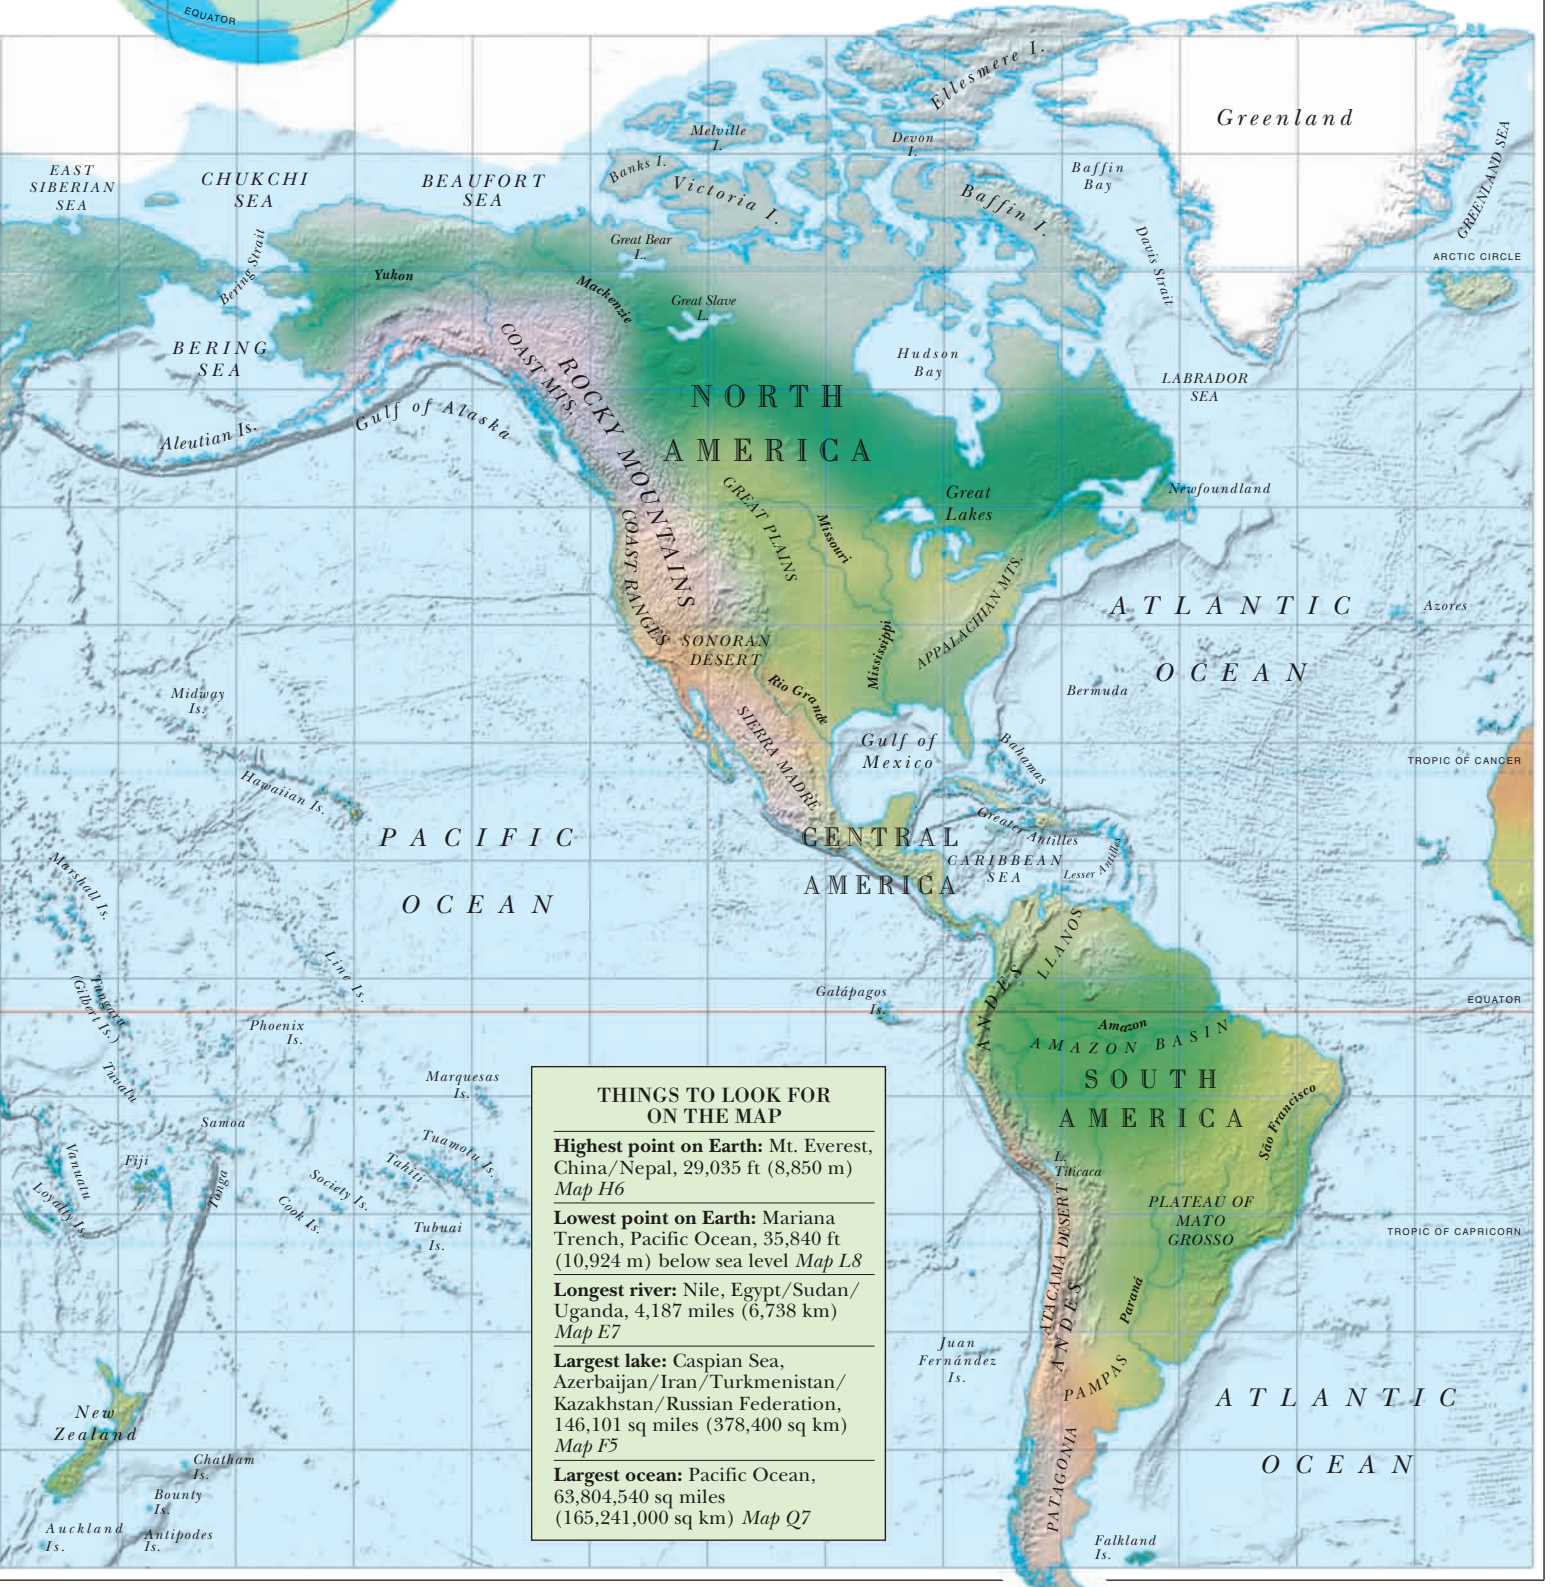 EQUATOR
Ellesmere I.
Greenland
Melville
I.
Devon
I.
EAST
SIBERIAN
SEA
CHUKCHI
SEA
BEAUFORT
SEA
Banks I.
Victoria I.
Baffin I.
Baffin
Bay
GREENLAND SEA
Bering Strait
Great Bear
L.
Davis Strait
ARCTIC CIRCLE
Yukon
Mackenzie
Great Slave
L.
BERING
SEA
COAST MTS.
ROCKY MOUNTAINS
Hudson
Bay
LABRADOR
SEA
NORTH
AMERICA
Aleutian Is.
Gulf of Alaska
GREAT PLAINS
Great
Lakes
Newfoundland
Missouri
COAST RANGES
APPALACHIAN MTS.
ATLANTIC
OCEAN
Azores
SONORAN
DESERT
Mississippi
Rio Grande
Bermuda
Midway
Is.
SIERRA MADRE
Gulf of
Mexico
Bahamas
TROPIC OF CANCER
Hawaiian Is.
PACIFIC
OCEAN
Greater Antilles
CENTRAL
AMERICA
CARIBBEAN
SEA
Lesser Antilles
Marshall Is.
LLANOS
Line Is.
Tungaru
(Gilbert Is.)
Galápagos
Is.
ANDES
EQUATOR
Phoenix
Is.
Amazon
AMAZON BASIN
Tuvalu
Marquesas
Is.
SOUTH
AMERICA
São Francisco
Samoa
Vanuatu
Fiji
Tonga
Loyalty Is.
Tuamotu Is.
Tahiti
Society Is.
Cook Is.
Tubuai
Is.
L.
Titicaca
PLATEAU OF
MATO
GROSSO
TROPIC OF CAPRICORN
ATACAMA DESERT
ANDES
Paraná
THINGS TO LOOK FOR
ON THE MAP
Highest point on Earth: Mt. Everest,
China/Nepal, 29,035 ft (8,850 m)
Map H6
Lowest point on Earth: Mariana
Trench, Pacific Ocean, 35,840 ft
(10,924 m) below sea level Map L8
Longest river: Nile, Egypt/Sudan/
Uganda, 4,187 miles (6,738 km)
Map E7
Largest lake: Caspian Sea,
Azerbaijan/Iran/Turkmenistan/
Kazakhstan/Russian Federation,
146,101 sq miles (378,400 sq km)
Map F5
Largest ocean: Pacific Ocean,
63,804,540 sq miles
(165,241,000 sq km) Map Q7
Juan
Fernández
Is.
PAMPAS
ATLANTIC
OCEAN
PATAGONIA
New
Zealand
Chatham
Is.
Bounty
Is.
Auckland
Is.
Antipodes
Is.
Falkland
Is.